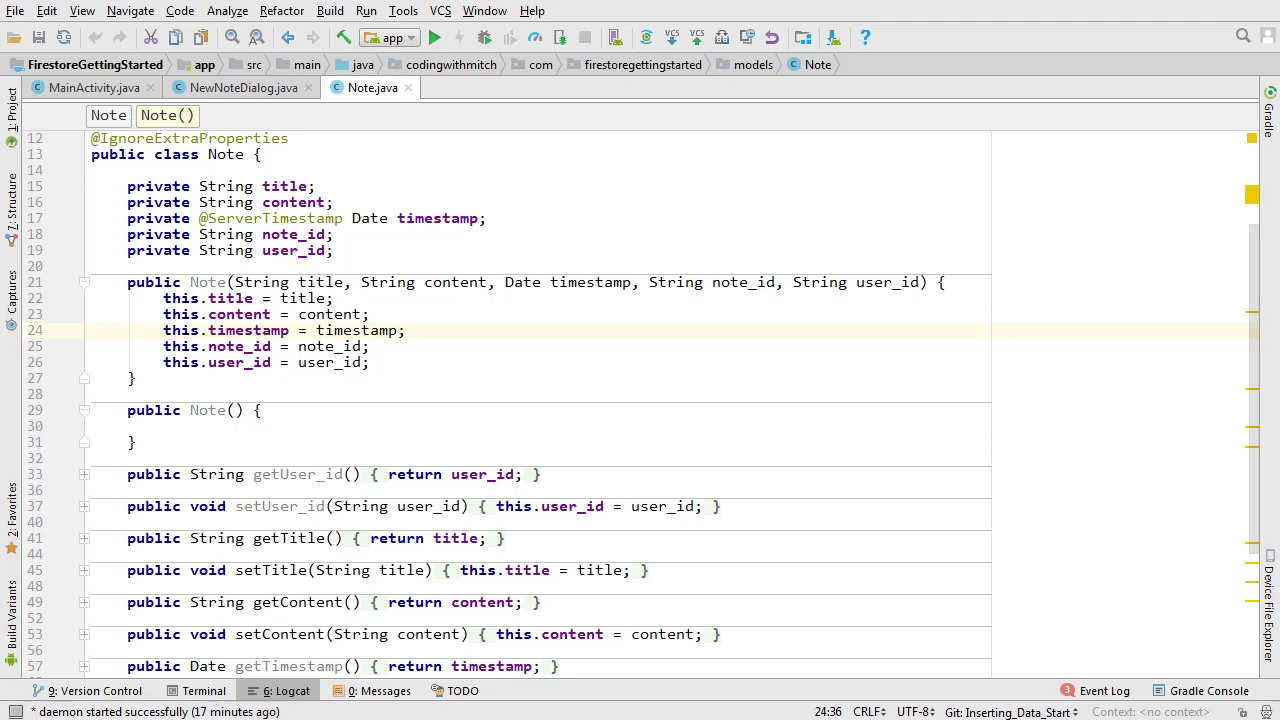 File Edit View Navigate Code Analyze Refactor Build Run Tools VCS Window Help
app
FirestoreGettingStarted app src main java codingwithmitch com firestoregettingstarted models Note
MainActivity.java NewNoteDialog.java Note.java
Note Note()
12 @IgnoreExtraProperties
13 public class Note {
14
15 private String title;
16 private String content;
17 private @ServerTimestamp Date timestamp;
18 private String note_id;
19 private String user_id;
20
21 public Note(String title, String content, Date timestamp, String note_id, String user_id) {
22 this.title = title;
23 this.content = content;
24 this.timestamp = timestamp;
25 this.note_id = note_id;
26 this.user_id = user_id;
27 }
28
29 public Note() {
30
31 }
32
33 public String getUser_id() { return user_id; }
36
37 public void setUser_id(String user_id) { this.user_id = user_id; }
40
41 public String getTitle() { return title; }
44
45 public void setTitle(String title) { this.title = title; }
48
49 public String getContent() { return content; }
52
53 public void setContent(String content) { this.content = content; }
56
57 public Date getTimestamp() { return timestamp; }
1: Project
7: Structure
Captures
2: Favorites
Build Variants
Gradle
Device File Explorer
9: Version Control Terminal 6: Logcat 0: Messages TODO 3 Event Log Gradle Console
* daemon started successfully (17 minutes ago) 24:36 CRLF UTF-8 Git: Inserting_Data_Start Context: <no context>